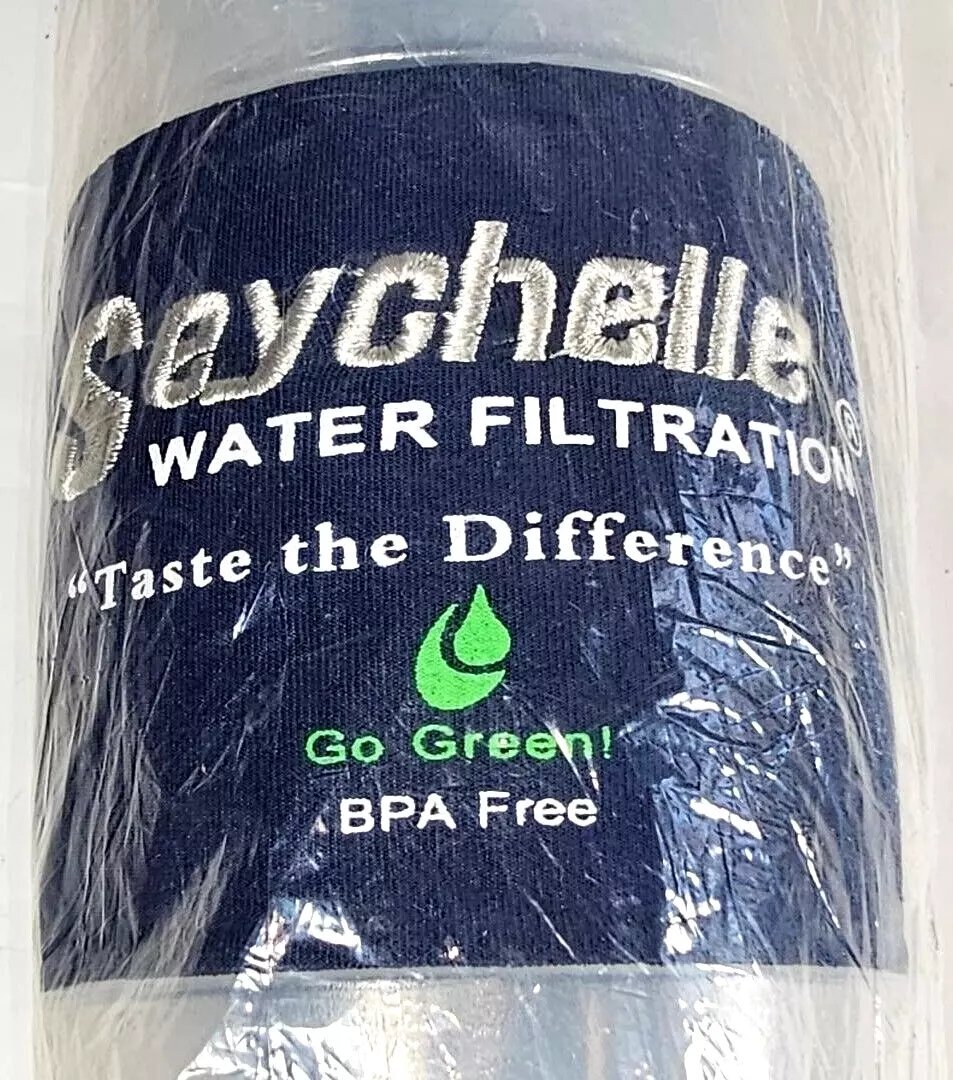 Seychelle
WATER FILTRATION®
“Taste the Difference”
Go Green!
BPA Free